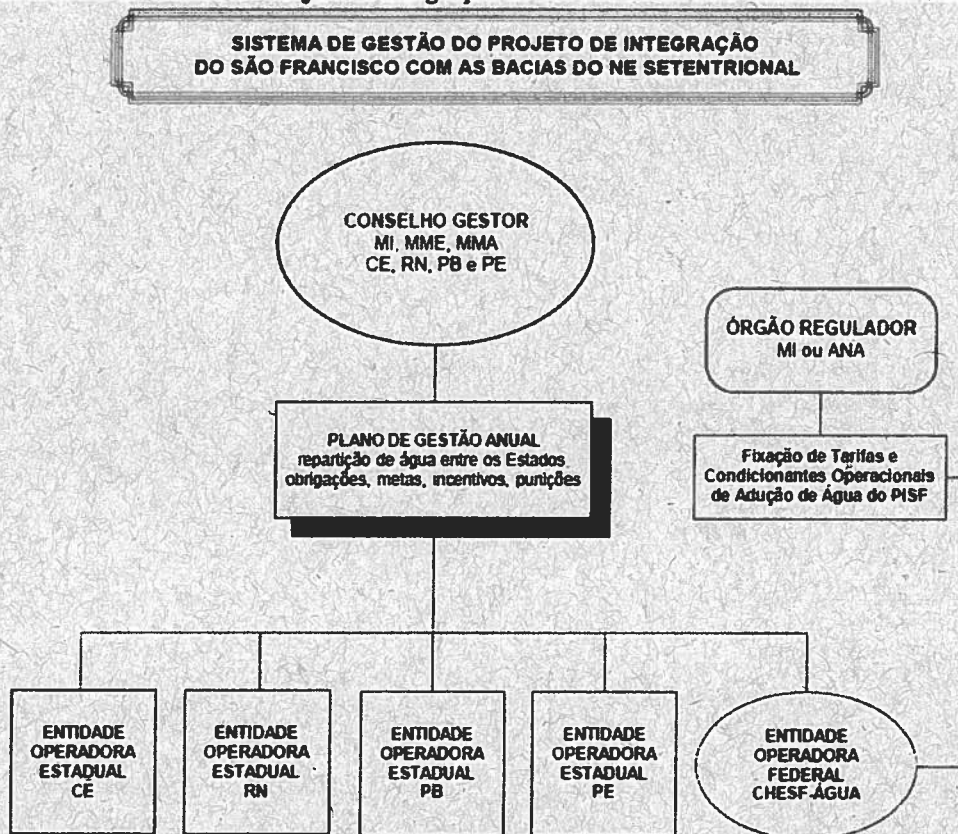 SISTEMA DE GESTÃO DO PROJETO DE INTEGRAÇÃO
DO SÃO FRANCISCO COM AS BACIAS DO NE SETENTRIONAL
CONSELHO GESTOR
MI, MME, MMA
CE, RN, PB e PE
ÓRGÃO REGULADOR
MI ou ANA
PLANO DE GESTÃO ANUAL
repartição de água entre os Estados
obrigações, metas, incentivos, punições
Fixação de Tarifas e
Condicionantes Operacionais
de Adução de Água do PISF
ENTIDADE
OPERADORA
ESTADUAL
CE
ENTIDADE
OPERADORA
ESTADUAL
RN
ENTIDADE
OPERADORA
ESTADUAL
PB
ENTIDADE
OPERADORA
ESTADUAL
PE
ENTIDADE
OPERADORA
FEDERAL
CHESF-ÁGUA